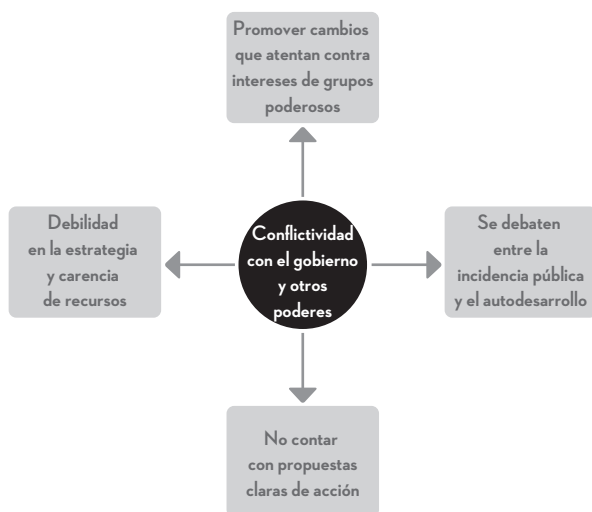 Promover cambios
que atentan contra
intereses de grupos
poderosos
Debilidad
en la estrategia
y carencia
de recursos
Conflictividad
con el gobierno
y otros
poderes
Se debaten
entre la
incidencia pública
y el autodesarrollo
No contar
con propuestas
claras de acción